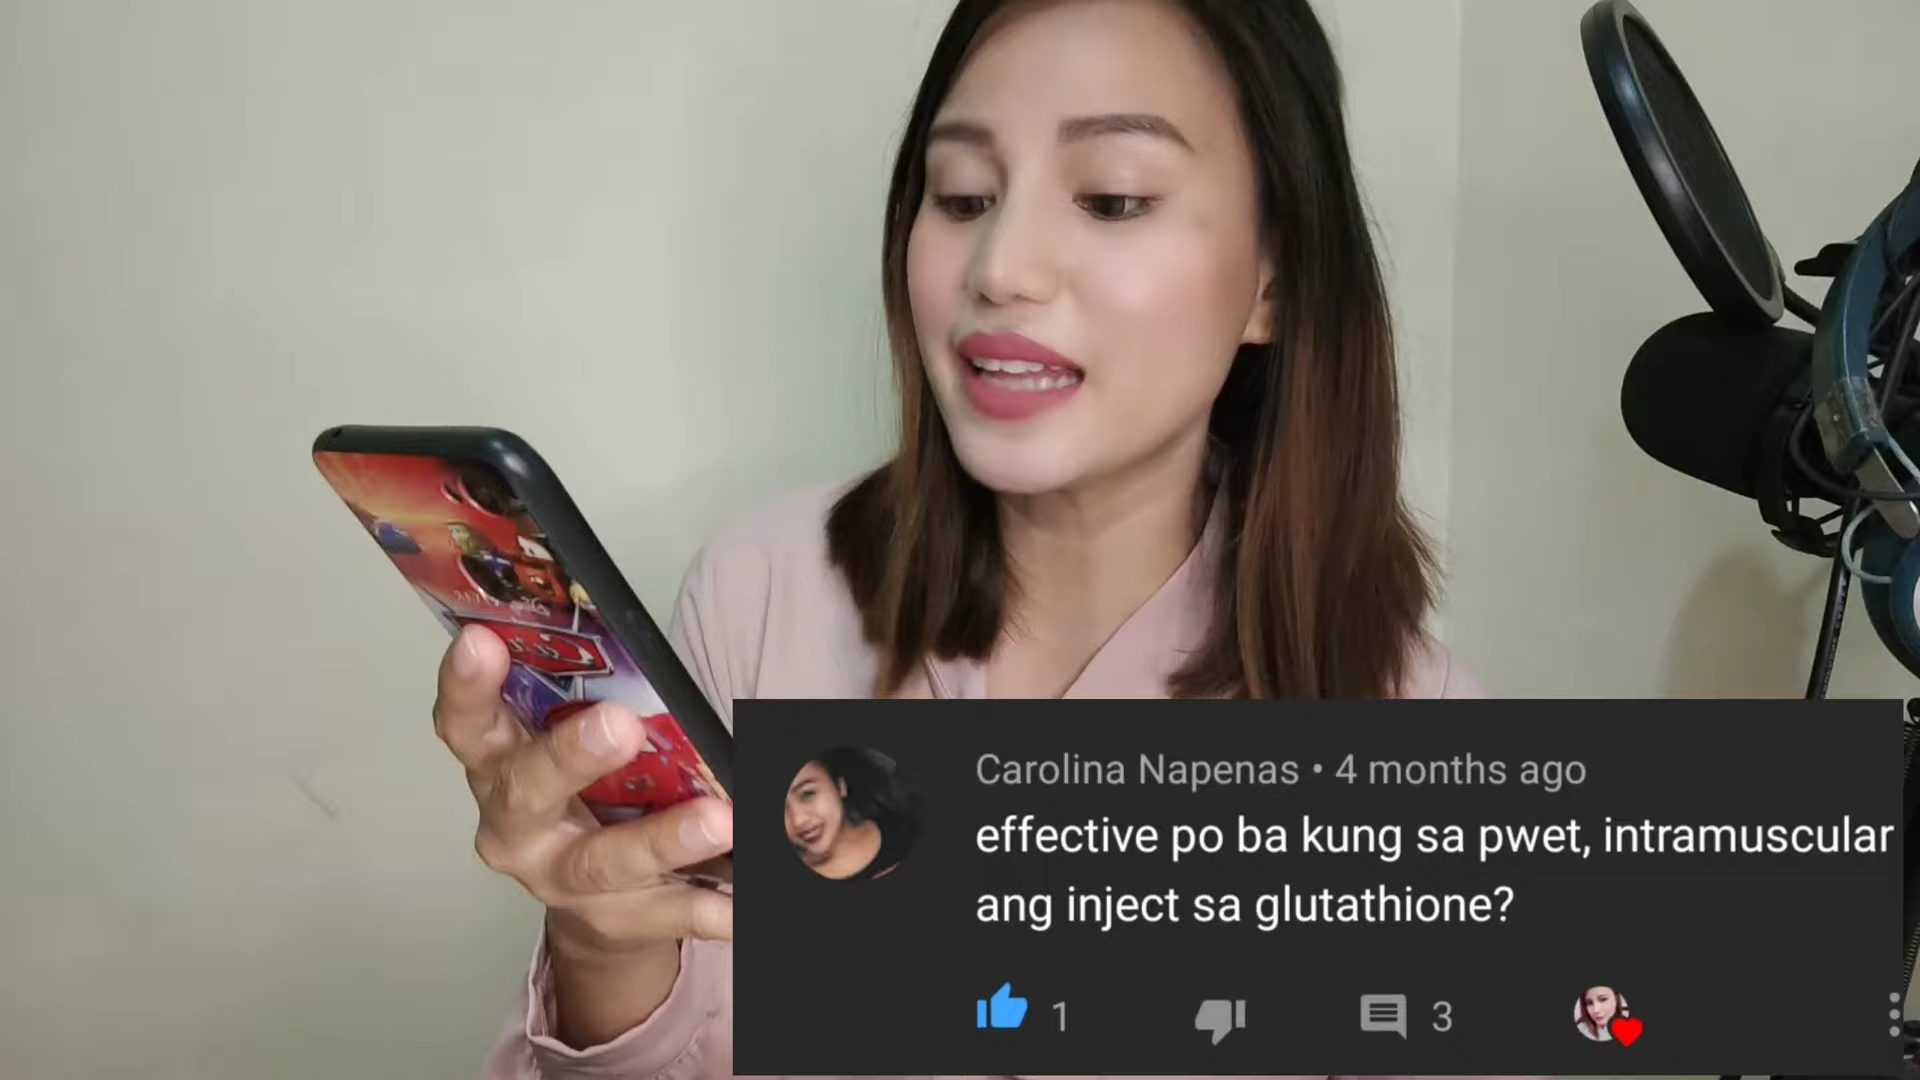 Carolina Napenas • 4 months ago
effective po ba kung sa pwet, intramuscular
ang inject sa glutathione?
1
3